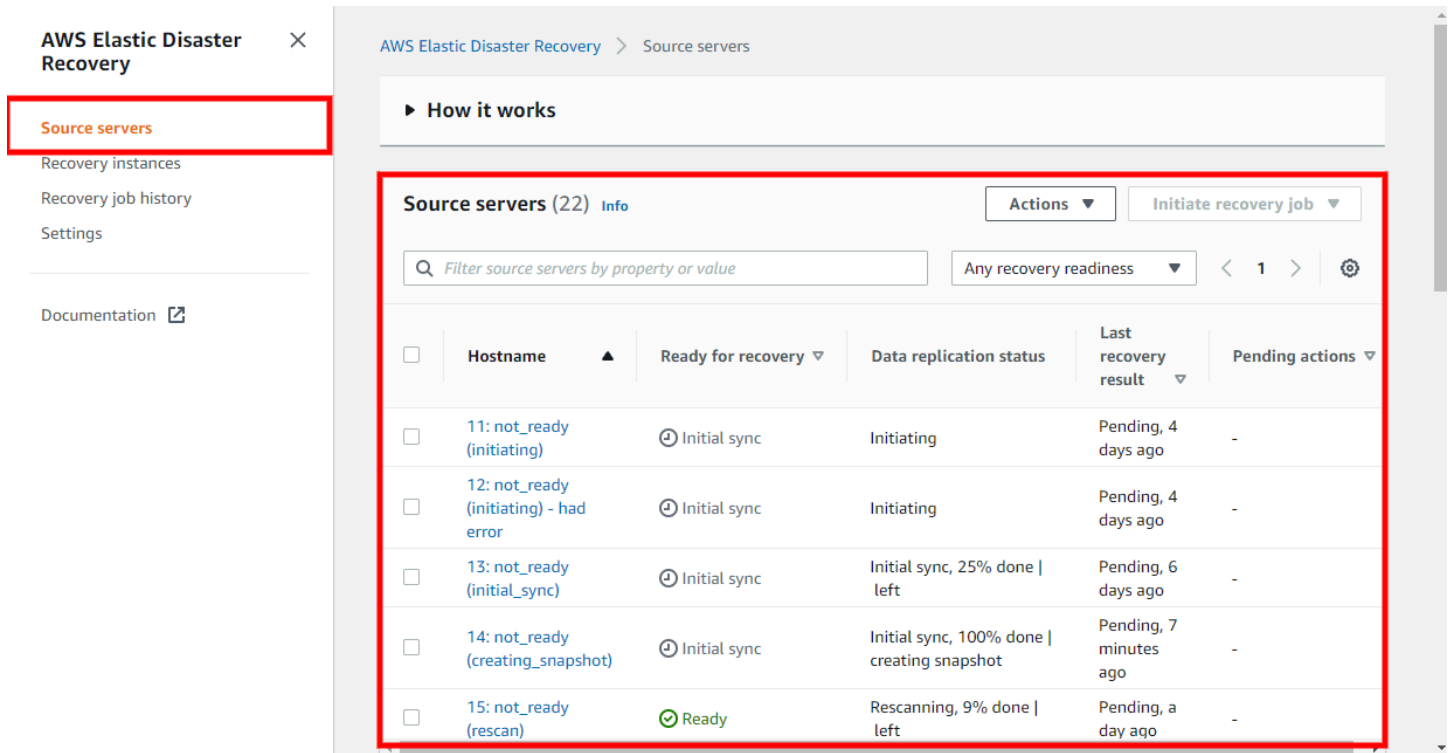 AWS Elastic Disaster
Recovery
Source servers
Recovery instances
Recovery job history
Settings
Documentation
AWS Elastic Disaster Recovery > Source servers
How it works
Source servers (22) Info
Actions
Initiate recovery job
Filter source servers by property or value
Any recovery readiness
1
Hostname
Ready for recovery
Data replication status
Last
recovery
result
Pending actions
11: not_ready
(initiating)
Initial sync
Initiating
Pending, 4
days ago
-
12: not_ready
(initiating) - had
error
Initial sync
Initiating
Pending, 4
days ago
-
13: not_ready
(initial_sync)
Initial sync
Initial sync, 25% done |
left
Pending, 6
days ago
-
14: not_ready
(creating_snapshot)
Initial sync
Initial sync, 100% done |
creating snapshot
Pending, 7
minutes
ago
-
15: not_ready
(rescan)
Ready
Rescanning, 9% done |
left
Pending, a
day ago
-